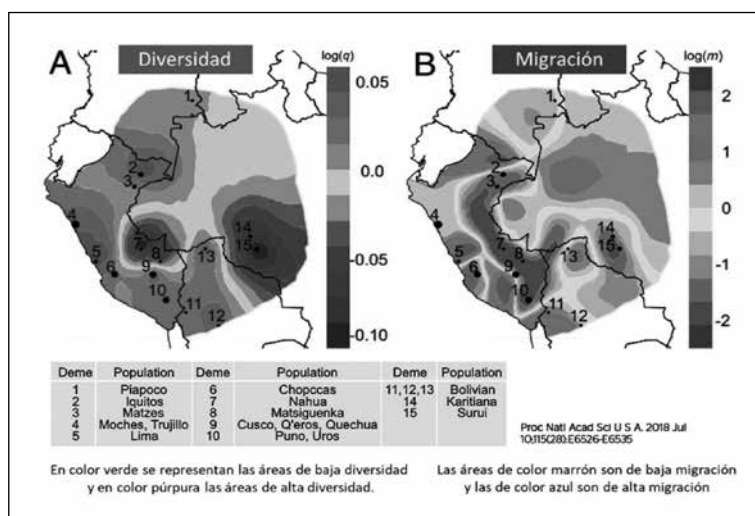 A
Diversidad
log(q)
0.05
0.0
-0.05
-0.10
1
2
3
4
5
6
7
8
9
10
11
12
13
14
15
B
Migración
log(m)
2
1
0
-1
-2
1
2
3
4
5
6
7
8
9
10
11
12
13
14
15
Deme Population Deme Population Deme Population
1 Piapoco 6 Chopccas 11,12,13 Bolivian
2 Iquitos 7 Nahua 14 Karitiana
3 Matzes 8 Matsiguenka 15 Surui
4 Moches, Trujillo 9 Cusco, Q'eros, Quechua
5 Lima 10 Puno, Uros
Proc Natl Acad Sci U S A. 2018 Jul
10;115(28):E6526-E6535
En color verde se representan las áreas de baja diversidad
y en color púrpura las áreas de alta diversidad.
Las áreas de color marrón son de baja migración
y las de color azul son de alta migración